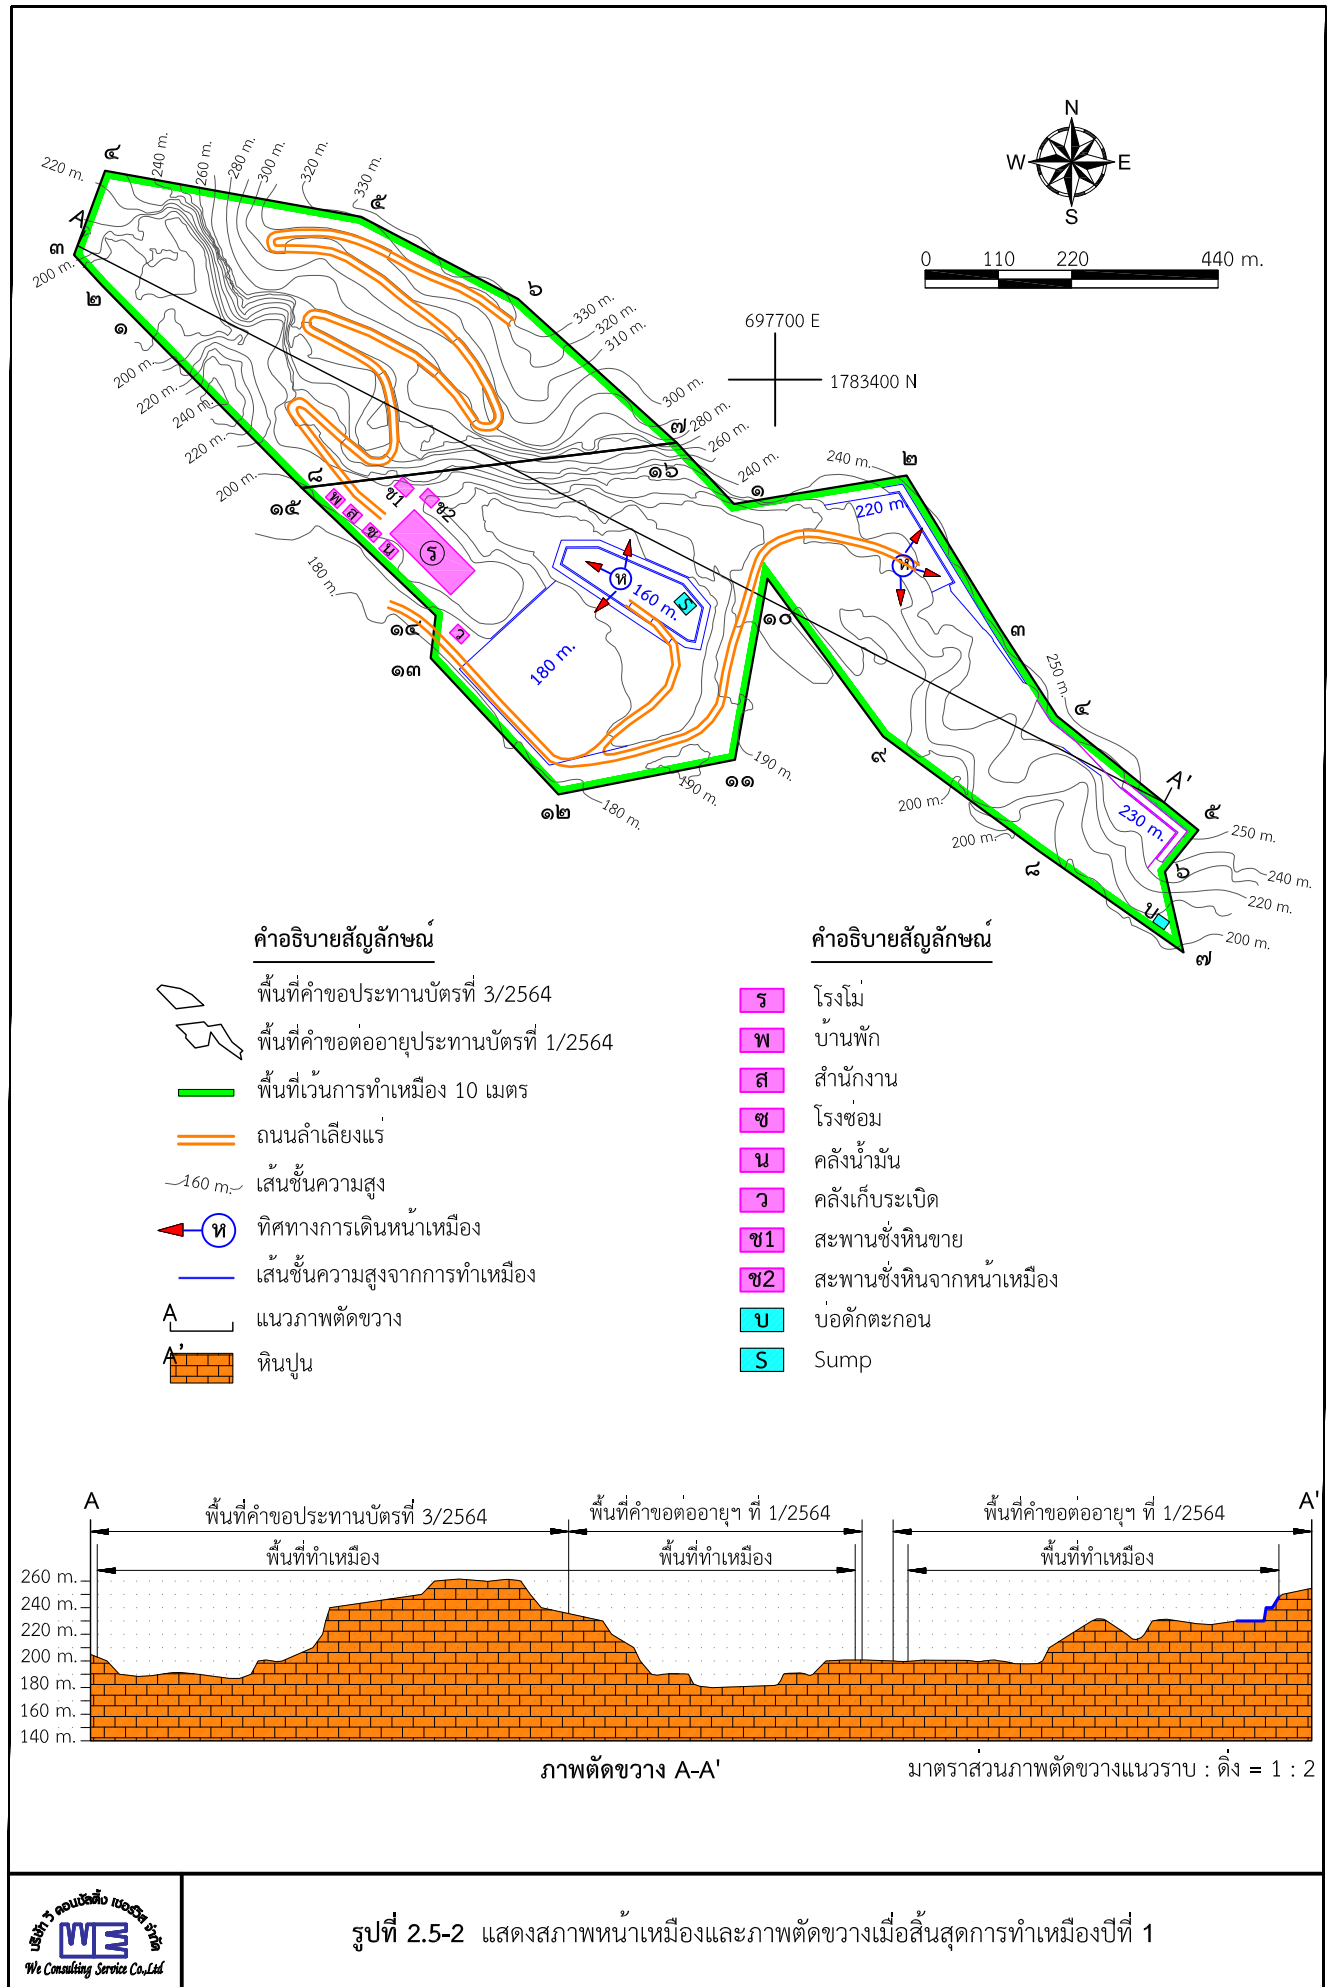 N
W E
S
0 110 220 440 m.
697700 E
1783400 N
220 m.
240 m.
260 m.
280 m.
300 m.
320 m.
330 m.
๔
๕
A
๓
200 m.
๒
๑
๖
330 m.
320 m.
310 m.
200 m.
220 m.
240 m.
220 m.
200 m.
300 m.
280 m.
260 m.
240 m.
๗
๑๖
๘
๑๕
๑
240 m.
๒
220 m.
พ
ส
ซ
น
ช1
ช2
ร
ห
160 m.
S
ห
180 m.
๑๔
๑๓
ว
180 m.
๑๐
๓
250 m.
๔
๑๒
๑๑
180 m.
190 m.
190 m.
๙
๘
200 m.
200 m.
A'
๕
230 m.
250 m.
๖
240 m.
220 m.
บ
200 m.
๗
คำอธิบายสัญลักษณ์
พื้นที่คำขอประทานบัตรที่ 3/2564
พื้นที่คำขอต่ออายุประทานบัตรที่ 1/2564
พื้นที่เว้นการทำเหมือง 10 เมตร
ถนนลำเลียงแร่
160 m. เส้นชั้นความสูง
ห ทิศทางการเดินหน้าเหมือง
เส้นชั้นความสูงจากการทำเหมือง
A A' แนวภาพตัดขวาง
หินปูน
คำอธิบายสัญลักษณ์
ร โรงโม่
พ บ้านพัก
ส สำนักงาน
ซ โรงซ่อม
น คลังน้ำมัน
ว คลังเก็บระเบิด
ช1 สะพานชั่งหินขาย
ช2 สะพานชั่งหินจากหน้าเหมือง
บ บ่อดักตะกอน
S Sump
A A'
พื้นที่คำขอประทานบัตรที่ 3/2564 พื้นที่คำขอต่ออายุฯ ที่ 1/2564 พื้นที่คำขอต่ออายุฯ ที่ 1/2564
พื้นที่ทำเหมือง พื้นที่ทำเหมือง พื้นที่ทำเหมือง
260 m.
240 m.
220 m.
200 m.
180 m.
160 m.
140 m.
ภาพตัดขวาง A-A'
มาตราส่วนภาพตัดขวางแนวราบ : ดิ่ง = 1 : 2
บริษัท วี คอนซัลติ้ง เซอร์วิส จำกัด
WE
We Consulting Service Co.,Ltd
รูปที่ 2.5-2 แสดงสภาพหน้าเหมืองและภาพตัดขวางเมื่อสิ้นสุดการทำเหมืองปีที่ 1